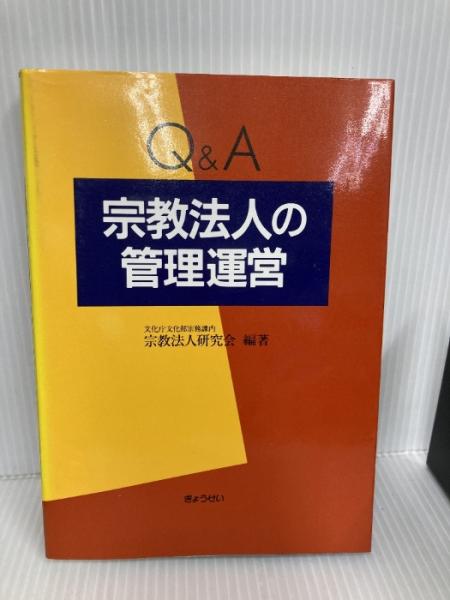 Q&A
宗教法人の
管理運営
文化庁文化部宗務課内
宗教法人研究会 編著
ぎょうせい